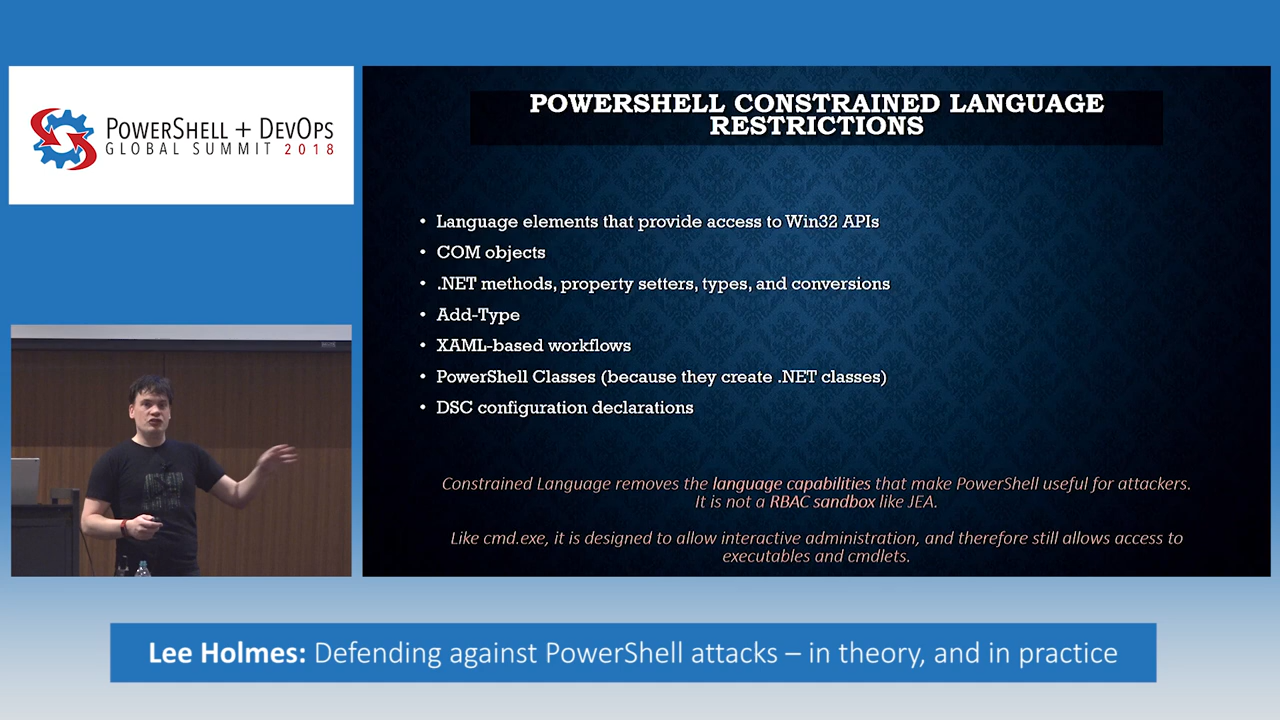 POWERSHELL + DEVOPS
GLOBAL SUMMIT 2018
POWERSHELL CONSTRAINED LANGUAGE
RESTRICTIONS
• Language elements that provide access to Win32 APIs
• COM objects
• .NET methods, property setters, types, and conversions
• Add-Type
• XAML-based workflows
• PowerShell Classes (because they create .NET classes)
• DSC configuration declarations
Constrained Language removes the language capabilities that make PowerShell useful for attackers.
It is not a RBAC sandbox like JEA.
Like cmd.exe, it is designed to allow interactive administration, and therefore still allows access to
executables and cmdlets.
Lee Holmes: Defending against PowerShell attacks – in theory, and in practice